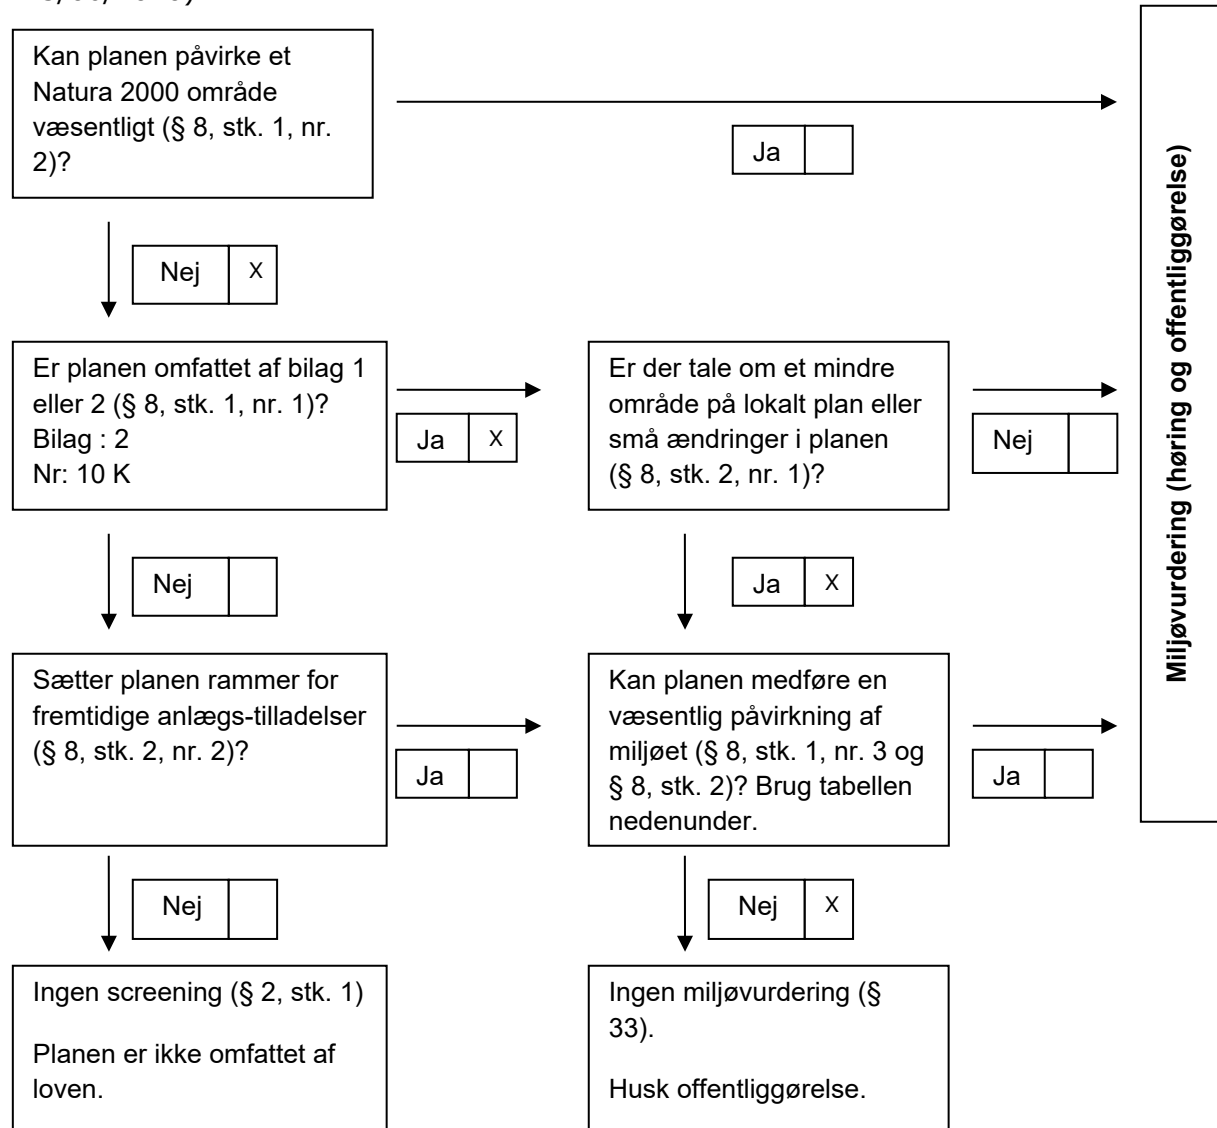 Kan planen påvirke et
Natura 2000 område
væsentligt (§ 8, stk. 1, nr.
2)?
Ja
Nej X
Er planen omfattet af bilag 1
eller 2 (§ 8, stk. 1, nr. 1)?
Bilag : 2
Nr: 10 K
Ja X
Er der tale om et mindre
område på lokalt plan eller
små ændringer i planen
(§ 8, stk. 2, nr. 1)?
Nej
Nej
Ja X
Sætter planen rammer for
fremtidige anlægs-tilladelser
(§ 8, stk. 2, nr. 2)?
Ja
Kan planen medføre en
væsentlig påvirkning af
miljøet (§ 8, stk. 1, nr. 3 og
§ 8, stk. 2)? Brug tabellen
nedenunder.
Ja
Nej
Nej X
Ingen screening (§ 2, stk. 1)
Planen er ikke omfattet af
loven.
Ingen miljøvurdering (§
33).
Husk offentliggørelse.
Miljøvurdering (høring og offentliggørelse)